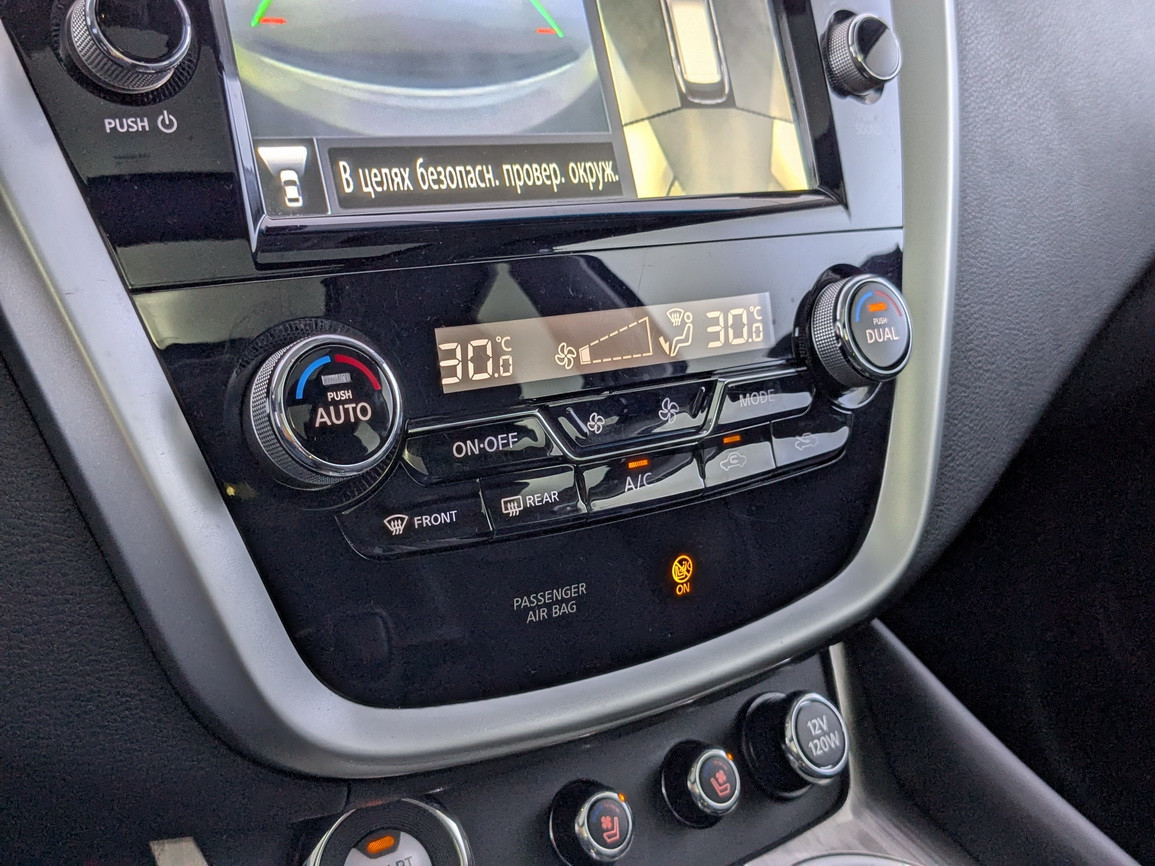 PUSH
В целях безопасн. провер. окруж.
30.0 °C
30.0 °C
PUSH
AUTO
PUSH
DUAL
ON·OFF
MODE
FRONT
REAR
A/C
PASSENGER
AIR BAG
ON
12V
120W